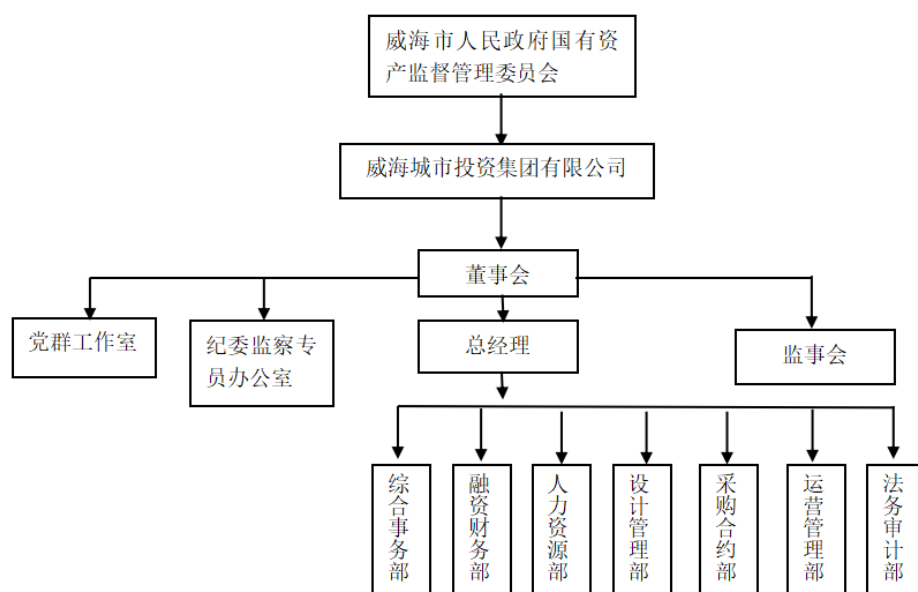 威海市人民政府国有资
产监督管理委员会
威海城市投资集团有限公司
董事会
党群工作室
纪委监察专
员办公室
总经理
监事会
综合事务部
融资财务部
人力资源部
设计管理部
采购合约部
运营管理部
法务审计部